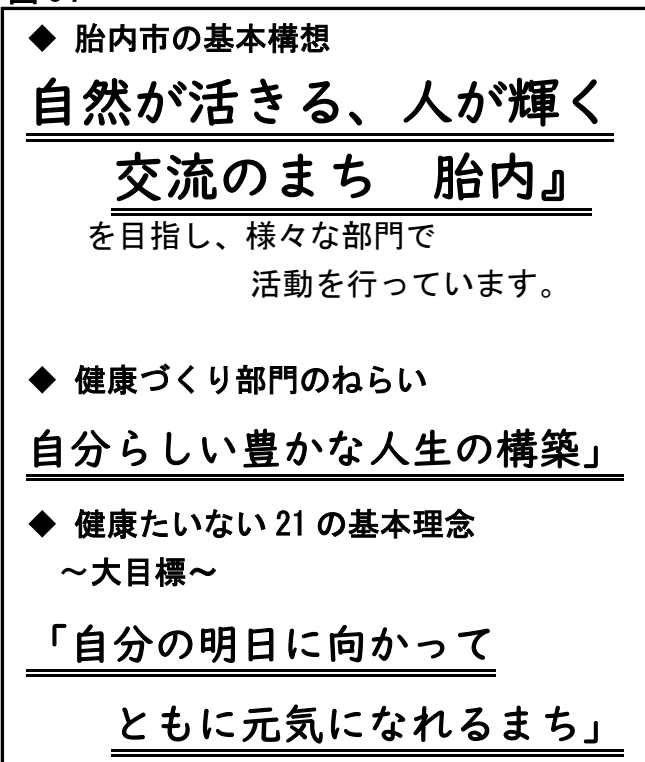 ◆ 胎内市の基本構想
自然が活きる、人が輝く
交流のまち　胎内』
を目指し、様々な部門で
活動を行っています。
◆ 健康づくり部門のねらい
自分らしい豊かな人生の構築」
◆ 健康たいない 21 の基本理念
～大目標～
「自分の明日に向かって
ともに元気になれるまち」